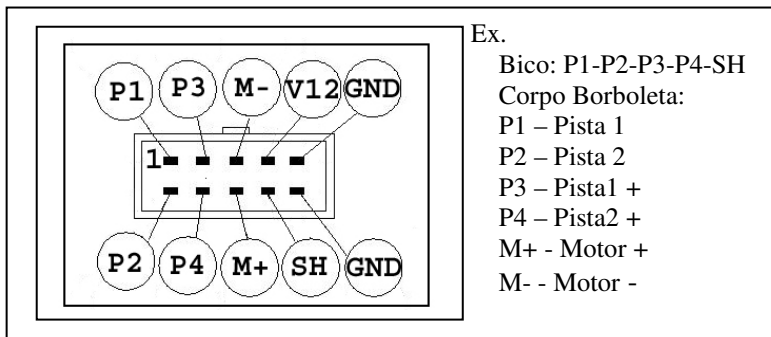 P1 P3 M- V12 GND
1
P2 P4 M+ SH GND
Ex.
Bico: P1-P2-P3-P4-SH
Corpo Borboleta:
P1 – Pista 1
P2 – Pista 2
P3 – Pista1 +
P4 – Pista2 +
M+ - Motor +
M- - Motor -